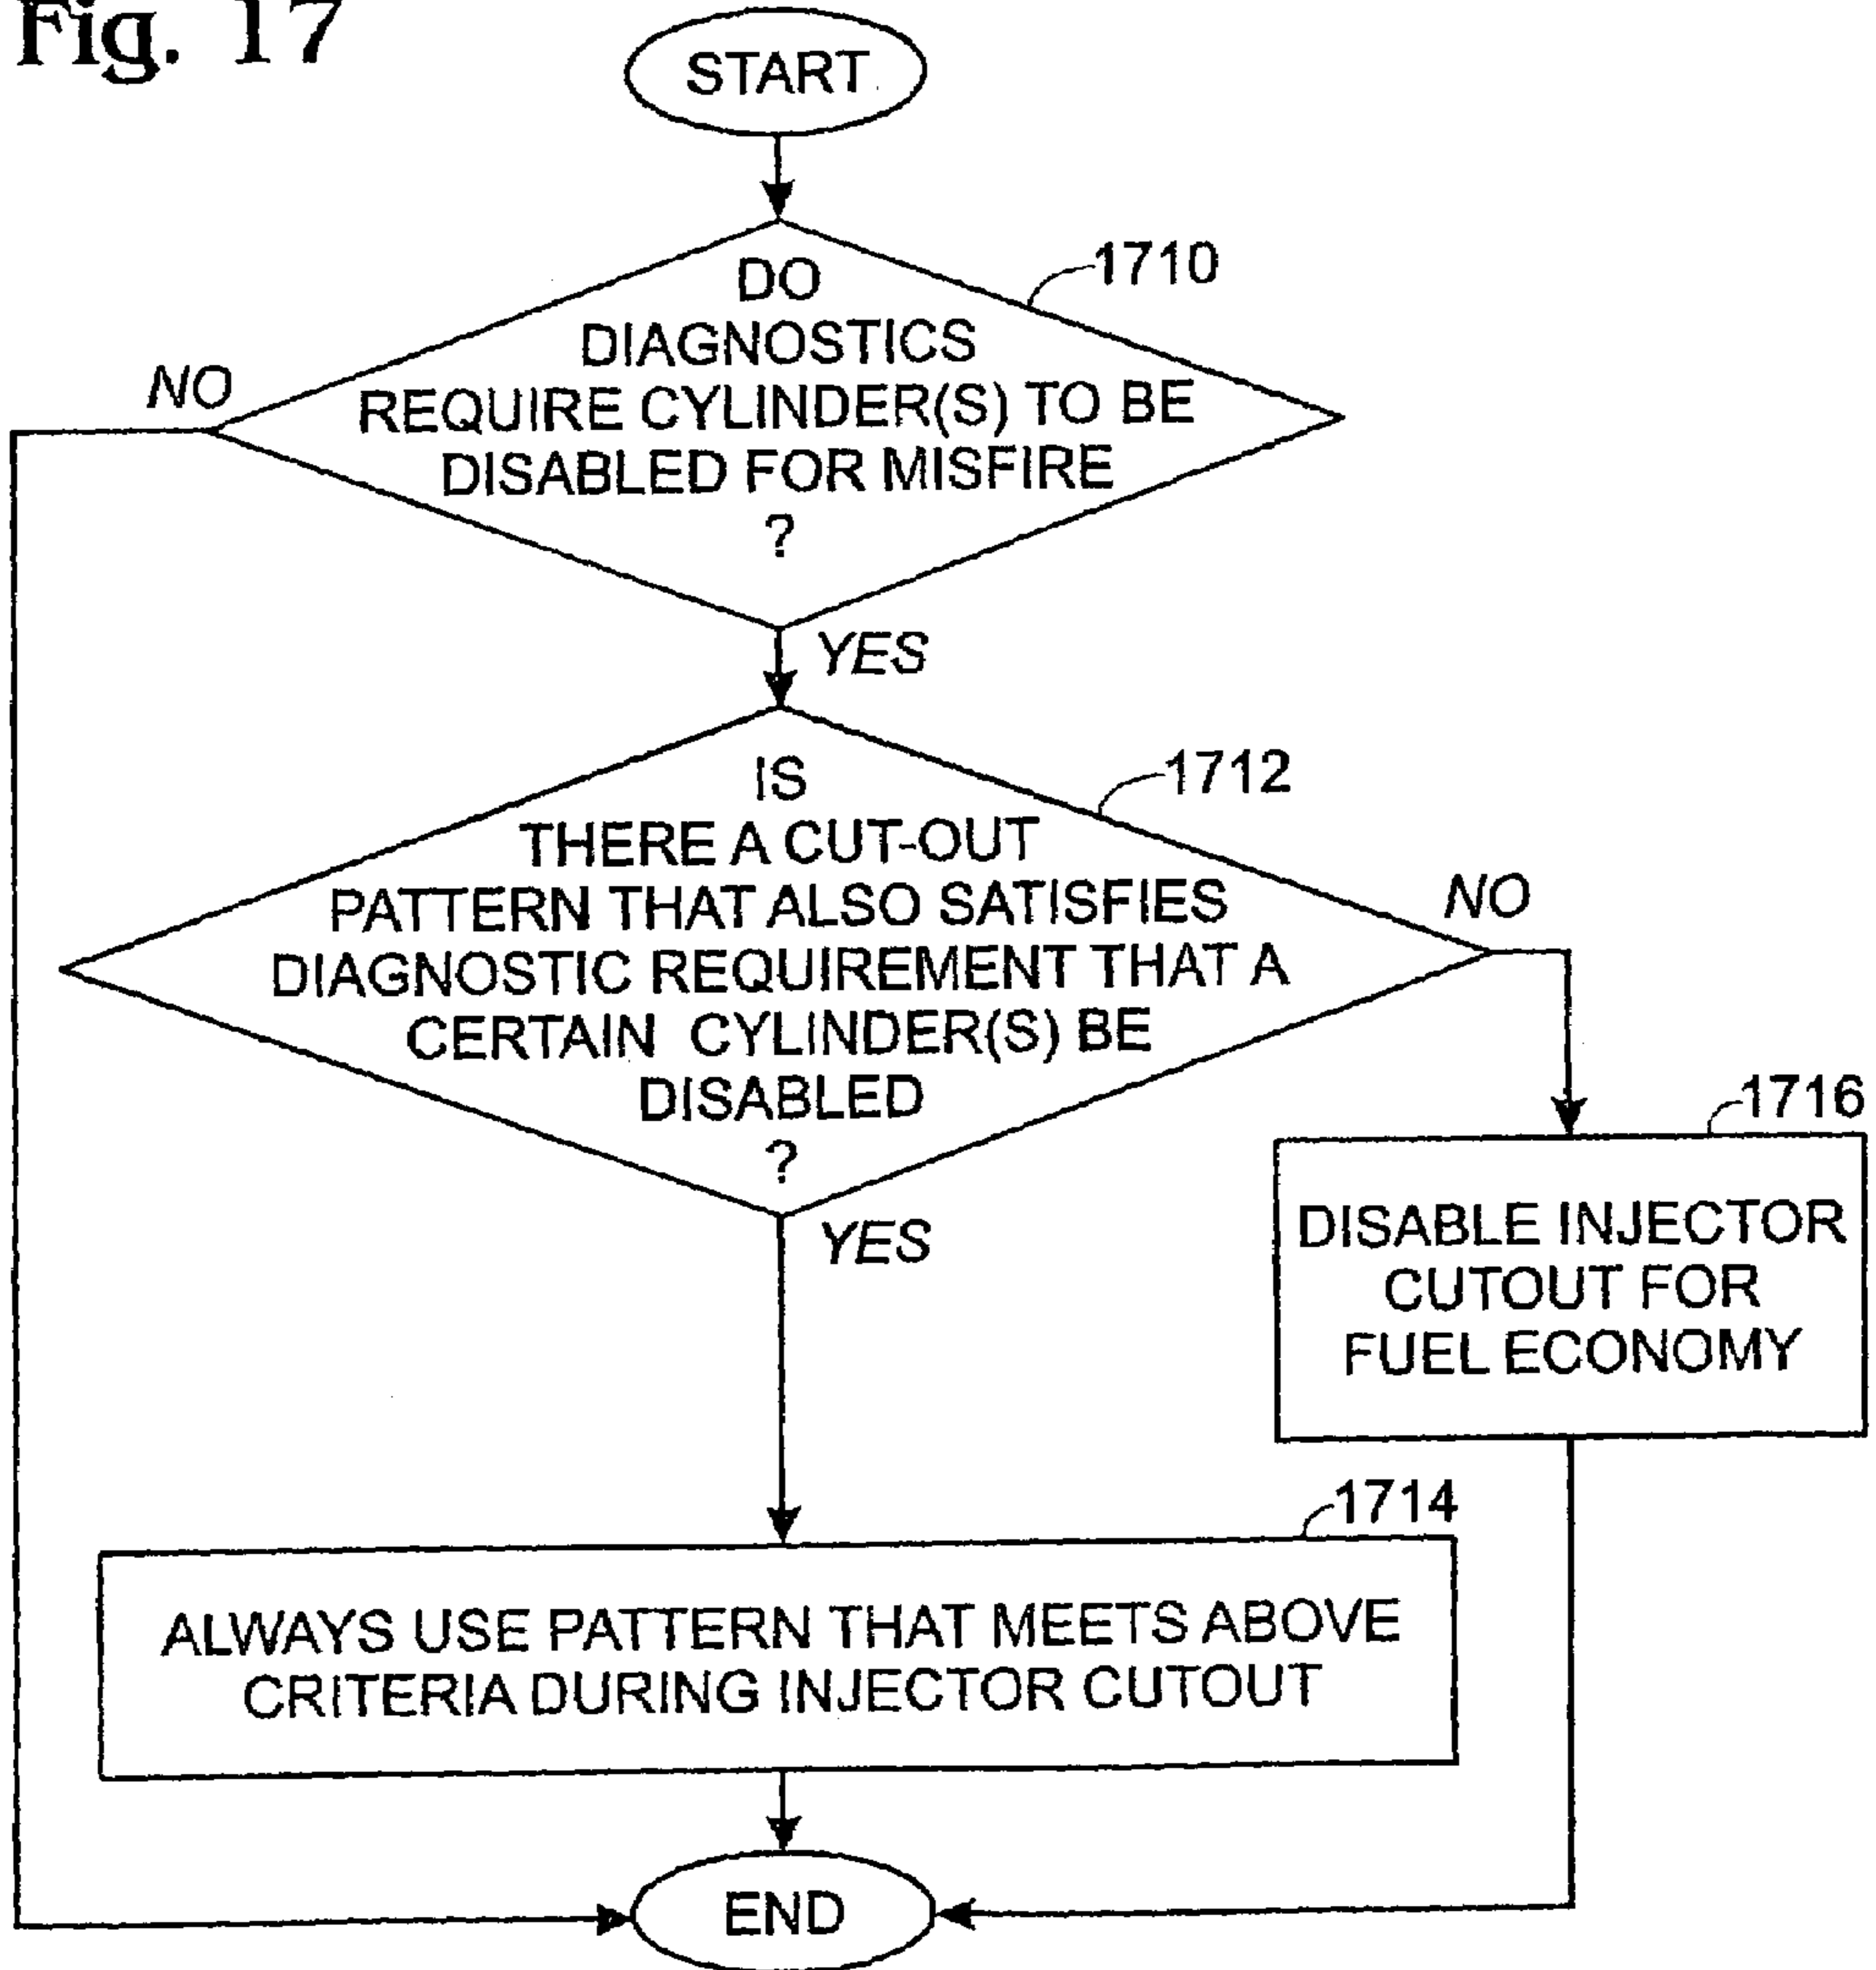 Fig. 17
START
DO
DIAGNOSTICS
REQUIRE CYLINDER(S) TO BE
DISABLED FOR MISFIRE
?
1710
NO
YES
IS
THERE A CUT-OUT
PATTERN THAT ALSO SATISFIES
DIAGNOSTIC REQUIREMENT THAT A
CERTAIN CYLINDER(S) BE
DISABLED
?
1712
NO
YES
1716
DISABLE INJECTOR
CUTOUT FOR
FUEL ECONOMY
1714
ALWAYS USE PATTERN THAT MEETS ABOVE
CRITERIA DURING INJECTOR CUTOUT
END